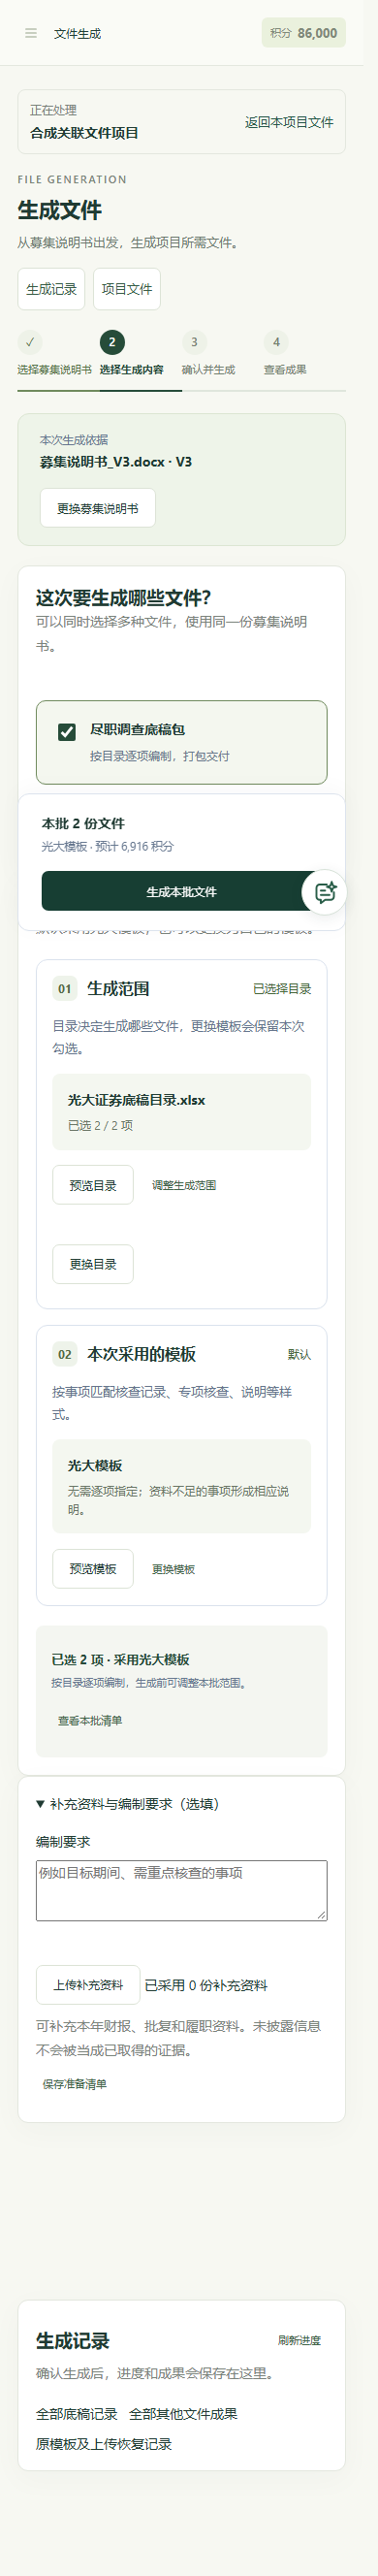 文件生成
积分 86,000
正在处理
合成关联文件项目
返回本项目文件
FILE GENERATION
生成文件
从募集说明书出发，生成项目所需文件。
生成记录
项目文件
✓
2
3
4
选择募集说明书
选择生成内容
确认并生成
查看成果
本次生成依据
募集说明书_V3.docx · V3
更换募集说明书
这次要生成哪些文件？
可以同时选择多种文件，使用同一份募集说明
书。
尽职调查底稿包
按目录逐项编制，打包交付
本批 2 份文件
光大模板 · 预计 6,916 积分
生成本批文件
01 生成范围
已选择目录
目录决定生成哪些文件，更换模板会保留本次
勾选。
光大证券底稿目录.xlsx
已选 2 / 2 项
预览目录
调整生成范围
更换目录
02 本次采用的模板
默认
按事项匹配核查记录、专项核查、说明等样
式。
光大模板
无需逐项指定；资料不足的事项形成相应说
明。
预览模板
更换模板
已选 2 项 · 采用光大模板
按目录逐项编制，生成前可调整本批范围。
查看本批清单
▼ 补充资料与编制要求（选填）
编制要求
例如目标期间、需重点核查的事项
上传补充资料
已采用 0 份补充资料
可补充本年财报、批复和履职资料。未披露信息
不会被当成已取得的证据。
保存准备清单
生成记录
刷新进度
确认生成后，进度和成果会保存在这里。
全部底稿记录
全部其他文件成果
原模板及上传恢复记录